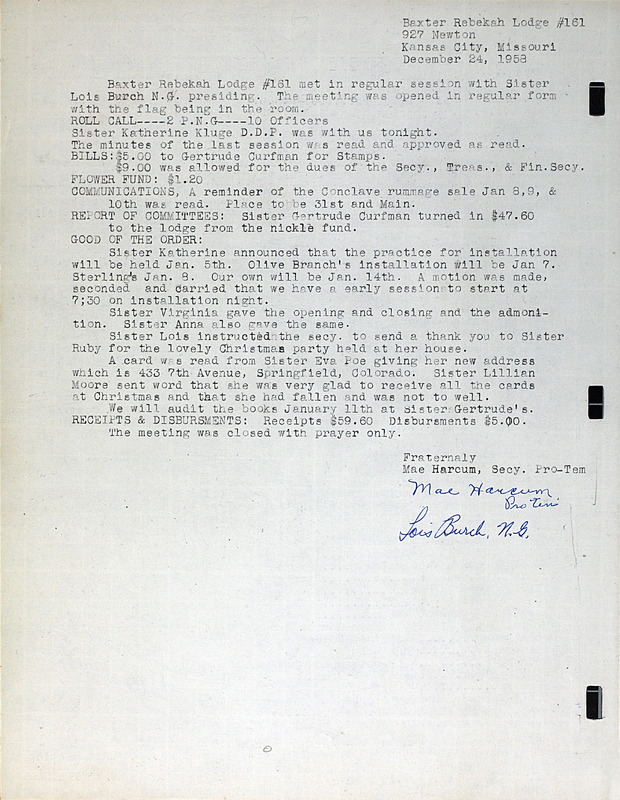 Baxter Rebekah Lodge #161
927 Newton
Kansas City, Missouri
December 24, 1958
Baxter Rebekah Lodge #161 met in regular session with Sister
Lois Burch N.G. presiding. The meeting was opened in regular form
with the flag being in the room.
ROLL CALL----2 P.N.G----10 Officers
Sister Katherine Kluge D.D.P. was with us tonight.
The minutes of the last session was read and approved as read.
BILLS:$5.00 to Gertrude Curfman for Stamps.
$9.00 was allowed for the dues of the Secy., Treas., & Fin.Secy.
FLOWER FUND: $1.20
COMMUNICATIONS, A reminder of the Conclave rummage sale Jan 8,9, &
10th was read. Place to be 31st and Main.
REPORT OF COMMITTEES: Sister Gertrude Curfman turned in $47.60
to the lodge from the nickle fund.
GOOD OF THE ORDER:
Sister Katherine announced that the practice for installation
will be held Jan. 5th. Olive Branch's installation will be Jan 7.
Sterling's Jan. 8. Our own will be Jan. 14th. A motion was made,
seconded and carried that we have a early session to start at
7;30 on installation night.
Sister Virginia gave the opening and closing and the admoni-
tion. Sister Anna also gave the same.
Sister Lois instructed the secy. to send a thank you to Sister
Ruby for the lovely Christmas party held at her house.
A card was read from Sister Eva Poe giving her new address
which is 433 7th Avenue, Springfield, Colorado. Sister Lillian
Moore sent word that she was very glad to receive all the cards
at Christmas and that she had fallen and was not to well.
We will audit the books January 11th at Sister Gertrude's.
RECEIPTS & DISBURSMENTS: Receipts $59.60 Disbursments $5.00.
The meeting was closed with prayer only.
Fraternaly
Mae Harcum, Secy. Pro-Tem
Mae Harcum
Pro Tem
Lois Burch, N.G.